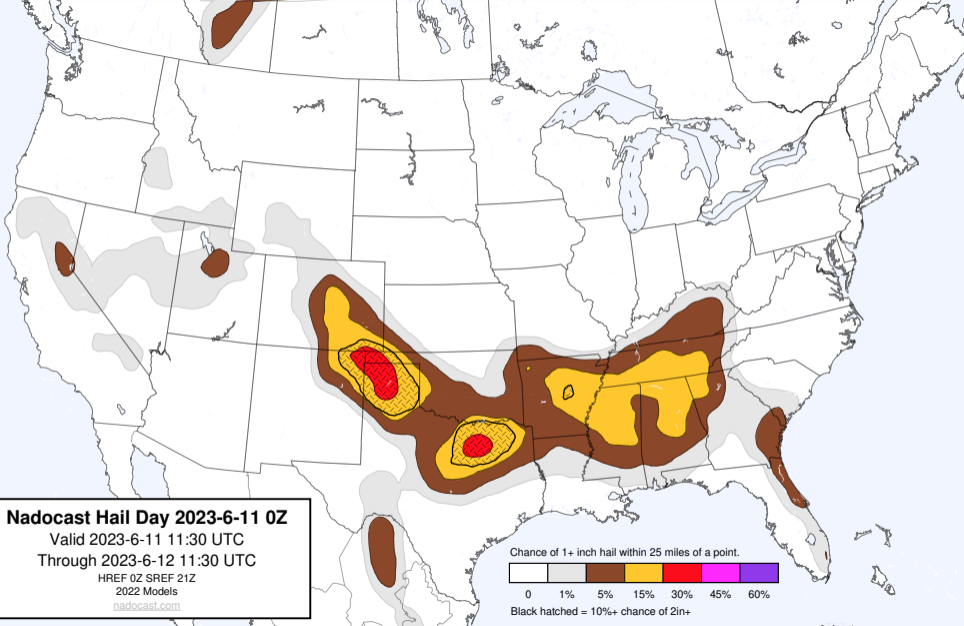 Nadocast Hail Day 2023-6-11 0Z
Valid 2023-6-11 11:30 UTC
Through 2023-6-12 11:30 UTC
HREF 0Z SREF 21Z
2022 Models
nadocast.com
Chance of 1+ inch hail within 25 miles of a point.
0 1% 5% 15% 30% 45% 60%
Black hatched = 10%+ chance of 2in+